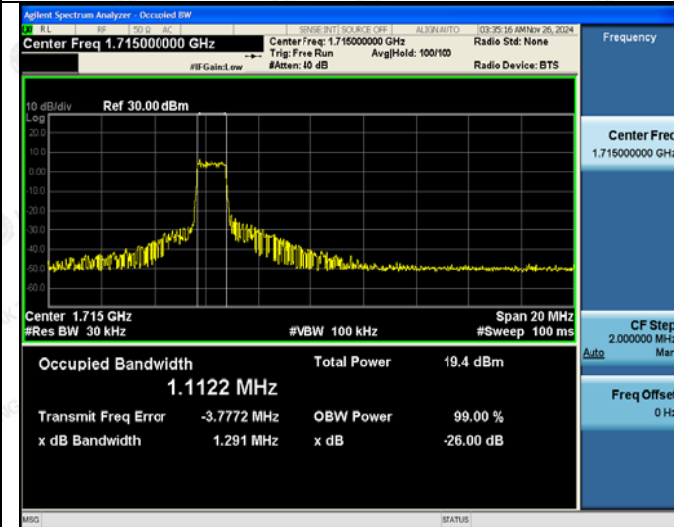 Agilent Spectrum Analyzer - Occupied BW
RL RF 50 Ω AC SENSE:INT SOURCE OFF ALIGN AUTO 03:35:16 AM Nov 26, 2024
Center Freq 1.715000000 GHz
Center Freq: 1.715000000 GHz
Radio Std: None
Trig: Free Run Avg|Hold: 100/100
#IFGain:Low #Atten: 40 dB Radio Device: BTS
Frequency
10 dB/div Ref 30.00 dBm
Log
20.0
10.0
0.00
-10.0
-20.0
-30.0
-40.0
-50.0
-60.0
Center 1.715 GHz Span 20 MHz
#Res BW 30 kHz #VBW 100 kHz #Sweep 100 ms
Occupied Bandwidth Total Power 19.4 dBm
1.1122 MHz
Transmit Freq Error -3.7772 MHz OBW Power 99.00 %
x dB Bandwidth 1.291 MHz x dB -26.00 dB
Center Freq
1.715000000 GHz
CF Step
2.000000 MHz
Auto Man
Freq Offset
0 Hz
MSG STATUS